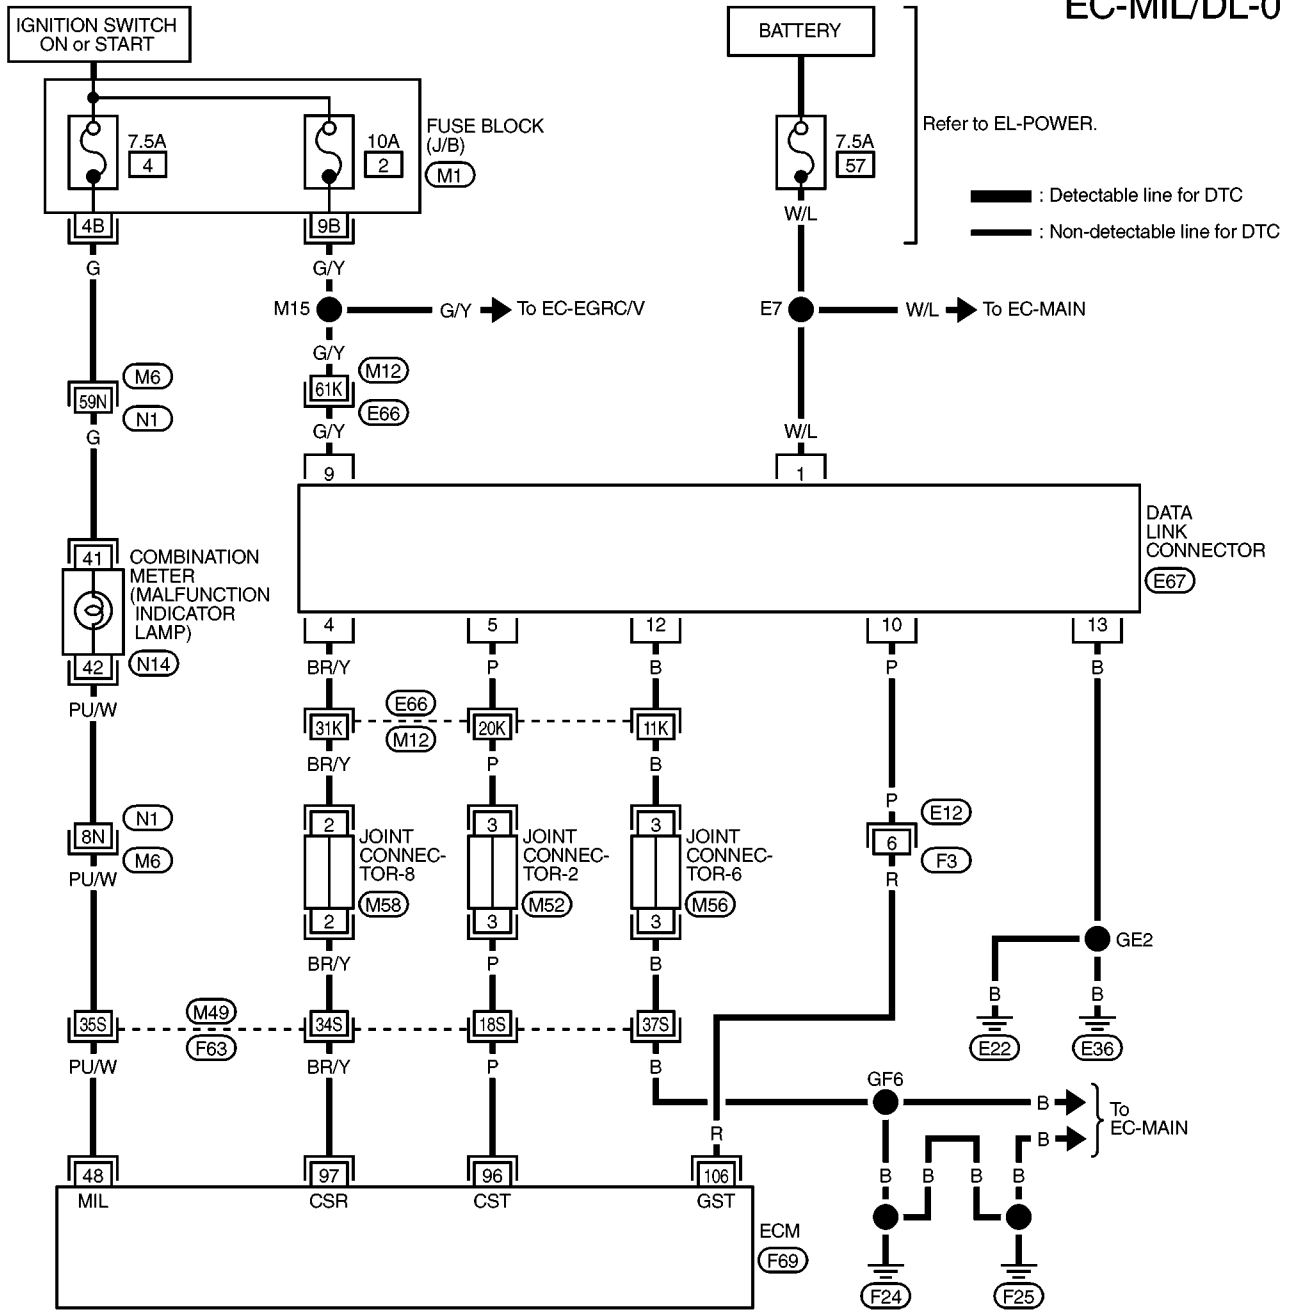 EC-MIL/DL-0
IGNITION SWITCH
ON or START
BATTERY
7.5A
4
10A
2
FUSE BLOCK
(J/B)
M1
7.5A
57
Refer to EL-POWER.
: Detectable line for DTC
: Non-detectable line for DTC
4B
9B
W/L
G
G/Y
M15
G/Y
To EC-EGRC/V
E7
W/L
To EC-MAIN
G/Y
M6
59N
N1
M12
61K
E66
G
G/Y
W/L
9
1
DATA
LINK
CONNECTOR
E67
41
COMBINATION
METER
(MALFUNCTION
INDICATOR
LAMP)
42
N14
4
5
12
10
13
PU/W
BR/Y
P
B
P
B
E66
31K
20K
11K
M12
BR/Y
P
B
P
N1
8N
M6
2
3
3
E12
6
F3
JOINT
CONNEC-
TOR-8
M58
JOINT
CONNEC-
TOR-2
M52
JOINT
CONNEC-
TOR-6
M56
PU/W
R
2
3
3
GE2
BR/Y
P
B
B
B
M49
35S
34S
18S
37S
F63
E22
E36
PU/W
BR/Y
P
B
GF6
B
To
EC-MAIN
B
R
B
B
B
B
48
97
96
106
MIL
CSR
CST
GST
ECM
F69
F24
F25